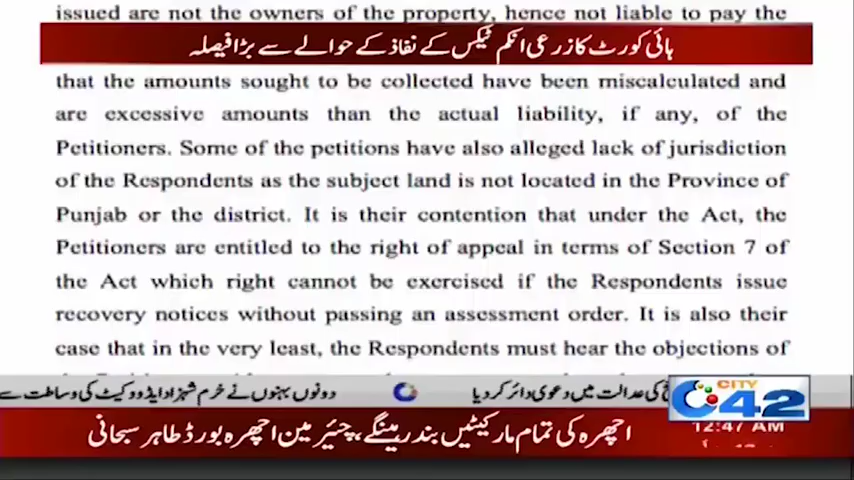 issued are not the owners of the property, hence not liable to pay the
ہائی کورٹ کا زرعی انکم ٹیکس کے نفاذ کے حوالے سے بڑا فیصلہ
that the amounts sought to be collected have been miscalculated and
are excessive amounts than the actual liability, if any, of the
Petitioners. Some of the petitions have also alleged lack of jurisdiction
of the Respondents as the subject land is not located in the Province of
Punjab or the district. It is their contention that under the Act, the
Petitioners are entitled to the right of appeal in terms of Section 7 of
the Act which right cannot be exercised if the Respondents issue
recovery notices without passing an assessment order. It is also their
case that in the very least, the Respondents must hear the objections of
کی عدالت میں دعویٰ دائر کر دیا
دونوں بہنوں نے خرم شہزاد ایڈووکیٹ کی وساطت سے
CITY
42
12:47 AM
اچھرہ کی تمام مارکیٹیں بند رہینگے، چئیرمین اچھرہ بورڈ طاہر سبحانی